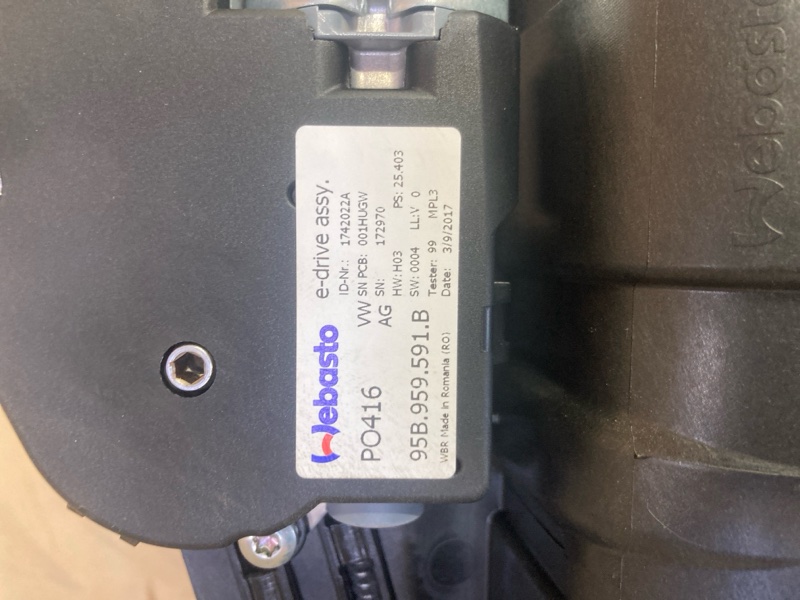 Webasto e-drive assy.
PO416 VW AG
95B.959.591.B
WBR Made in Romania (RO)
ID-Nr.: 1742022A
SN PCB: 001HUGW
SN: 172970
HW: H03 PS: 25.403
SW: 0004 LL:V 0
Tester: 99 MPL3
Date: 3/9/2017
Webasto